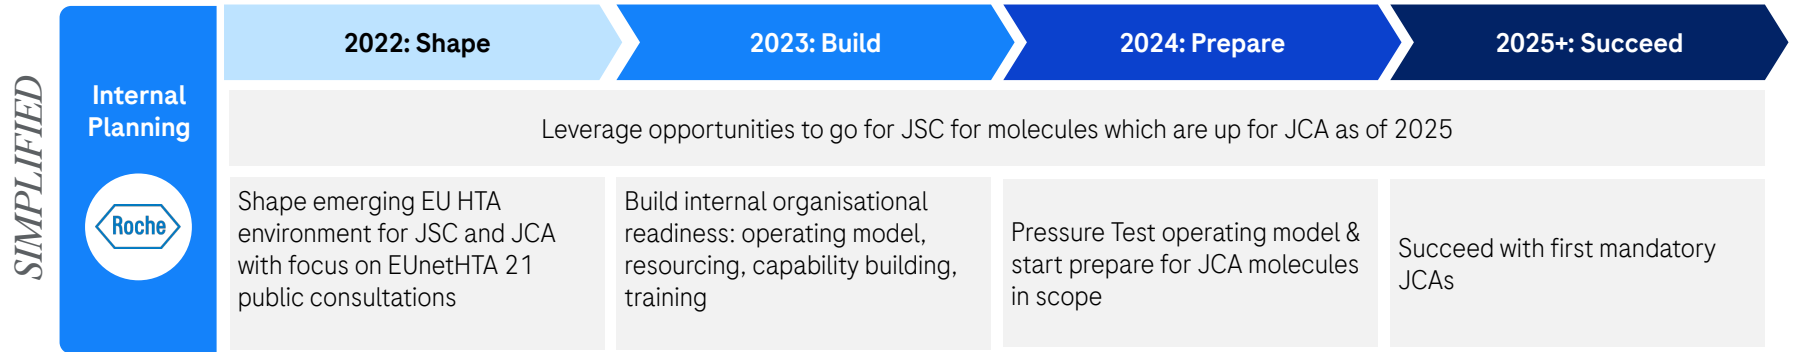 SIMPLIFIED
Internal
Planning
Roche
2022: Shape
2023: Build
2024: Prepare
2025+: Succeed
Leverage opportunities to go for JSC for molecules which are up for JCA as of 2025
Shape emerging EU HTA
environment for JSC and JCA
with focus on EUnetHTA 21
public consultations
Build internal organisational
readiness: operating model,
resourcing, capability building,
training
Pressure Test operating model &
start prepare for JCA molecules
in scope
Succeed with first mandatory
JCAs